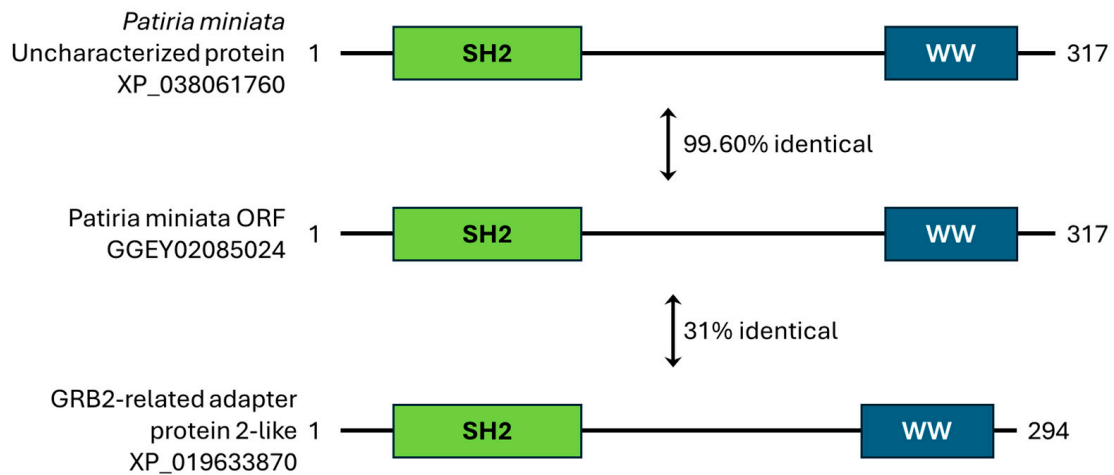 Patiria miniata
Uncharacterized protein
XP_038061760
1
SH2
WW
317
99.60% identical
Patiria miniata ORF
GGEY02085024
1
SH2
WW
317
31% identical
GRB2-related adapter
protein 2-like
XP_019633870
1
SH2
WW
294